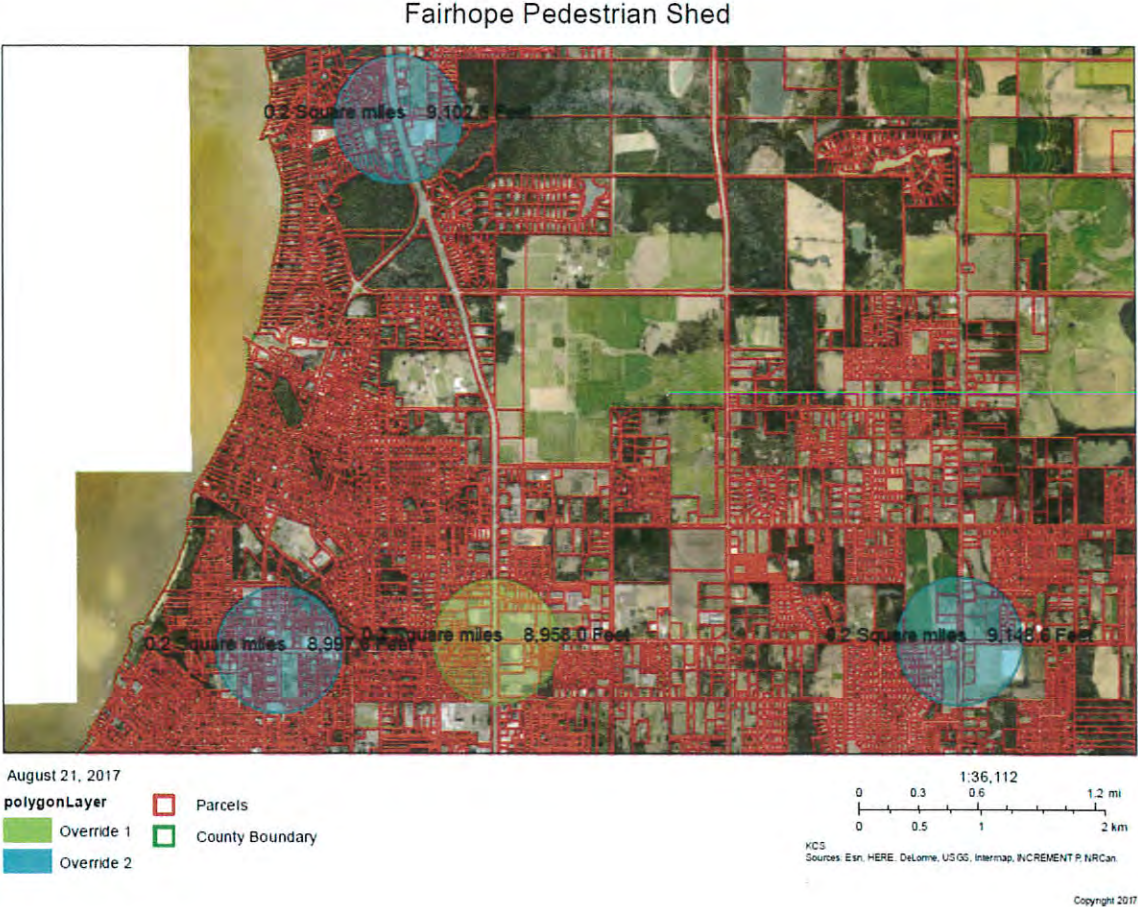 Fairhope Pedestrian Shed
0.2 Square miles 9,102.5 Feet
0.2 Square miles 8,997.6 Feet
0.2 Square miles 8,958.0 Feet
0.2 Square miles 9,148.6 Feet
August 21, 2017
polygonLayer
Override 1
Override 2
Parcels
County Boundary
1:36,112
0 0.3 0.6 1.2 mi
0 0.5 1 2 km
KCS
Sources: Esri, HERE, DeLorme, USGS, Intermap, INCREMENT P, NRCan,
Copyright 2017